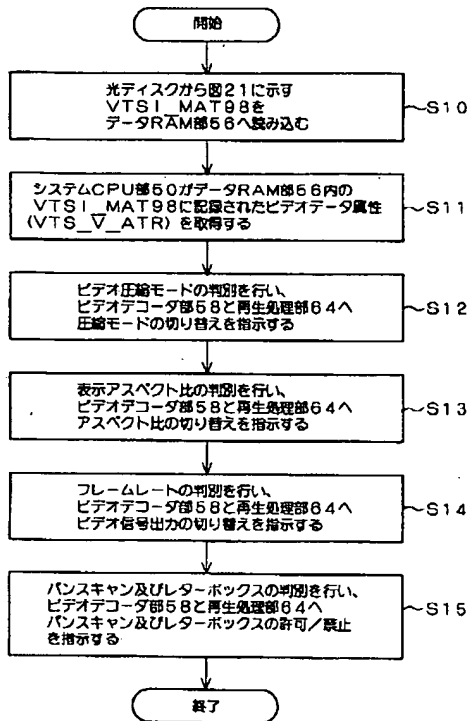 開始
光ディスクから図21に示す
VTSI_MAT98を
データRAM部56へ読み込む
S10
システムCPU部50がデータRAM部56内の
VTSI_MAT98に記録されたビデオデータ属性
(VTS_V_ATR)を取得する
S11
ビデオ圧縮モードの判別を行い、
ビデオデコーダ部58と再生処理部64へ
圧縮モードの切り替えを指示する
S12
表示アスペクト比の判別を行い、
ビデオデコーダ部58と再生処理部64へ
アスペクト比の切り替えを指示する
S13
フレームレートの判別を行い、
ビデオデコーダ部58と再生処理部64へ
ビデオ信号出力の切り替えを指示する
S14
パンスキャン及びレターボックスの判別を行い、
ビデオデコーダ部58と再生処理部64へ
パンスキャン及びレターボックスの許可/禁止
を指示する
S15
終了